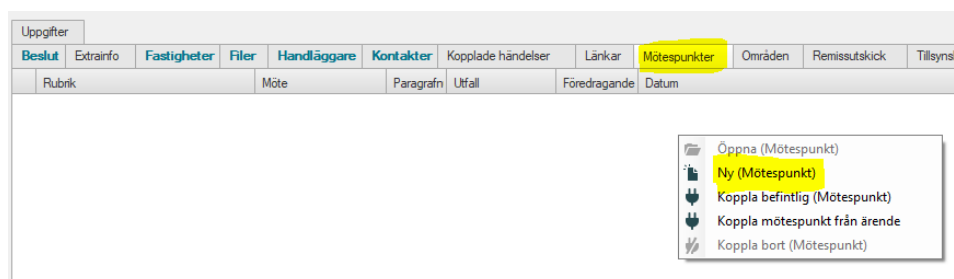 Uppgifter
Beslut Extrainfo Fastigheter Filer Handläggare Kontakter Kopplade händelser Länkar Mötespunkter Områden Remissutskick Tillyns
Rubrik Möte Paragrafn Utfall Föredragande Datum
Öppna (Mötespunkt)
Ny (Mötespunkt)
Koppla befintlig (Mötespunkt)
Koppla mötespunkt från ärende
Koppla bort (Mötespunkt)